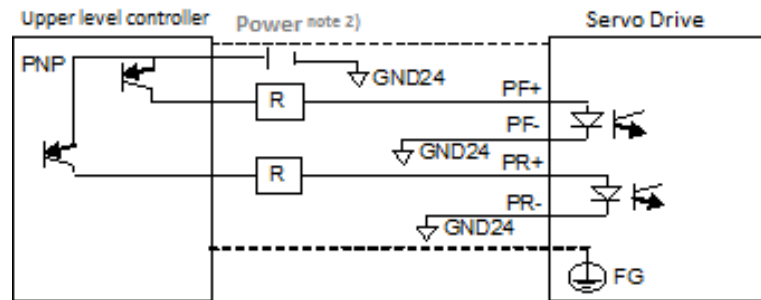 Upper level controller
Power note 2)
Servo Drive
PNP
GND24
R
PF+
PF-
GND24
R
PR+
PR-
GND24
FG